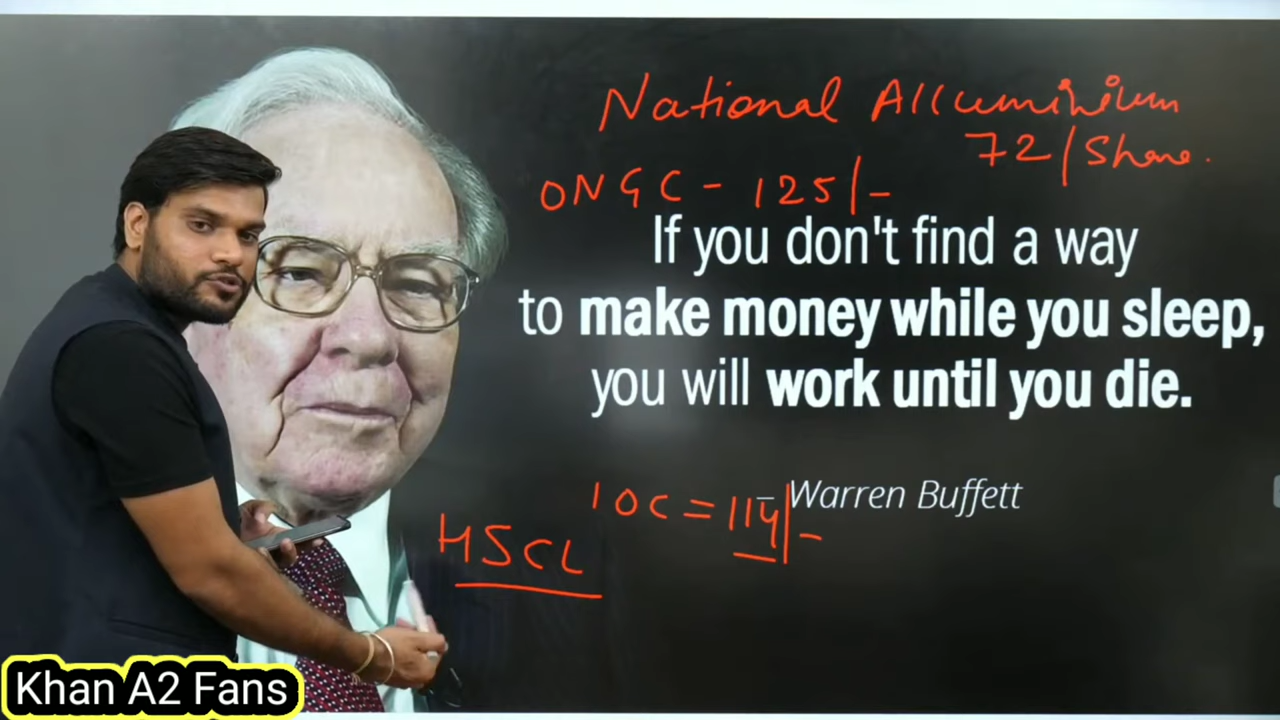 National Alluminium
72/Share.
ONGC - 125/-
If you don't find a way
to make money while you sleep,
you will work until you die.
– Warren Buffett
IOC = 114/-
HSCL
Khan A2 Fans